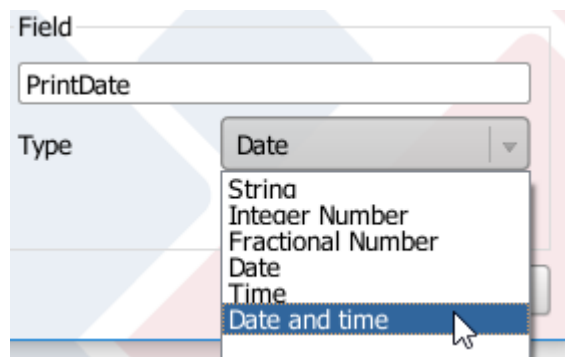 Field
PrintDate
Type
Date
String
Integer Number
Fractional Number
Date
Time
Date and time